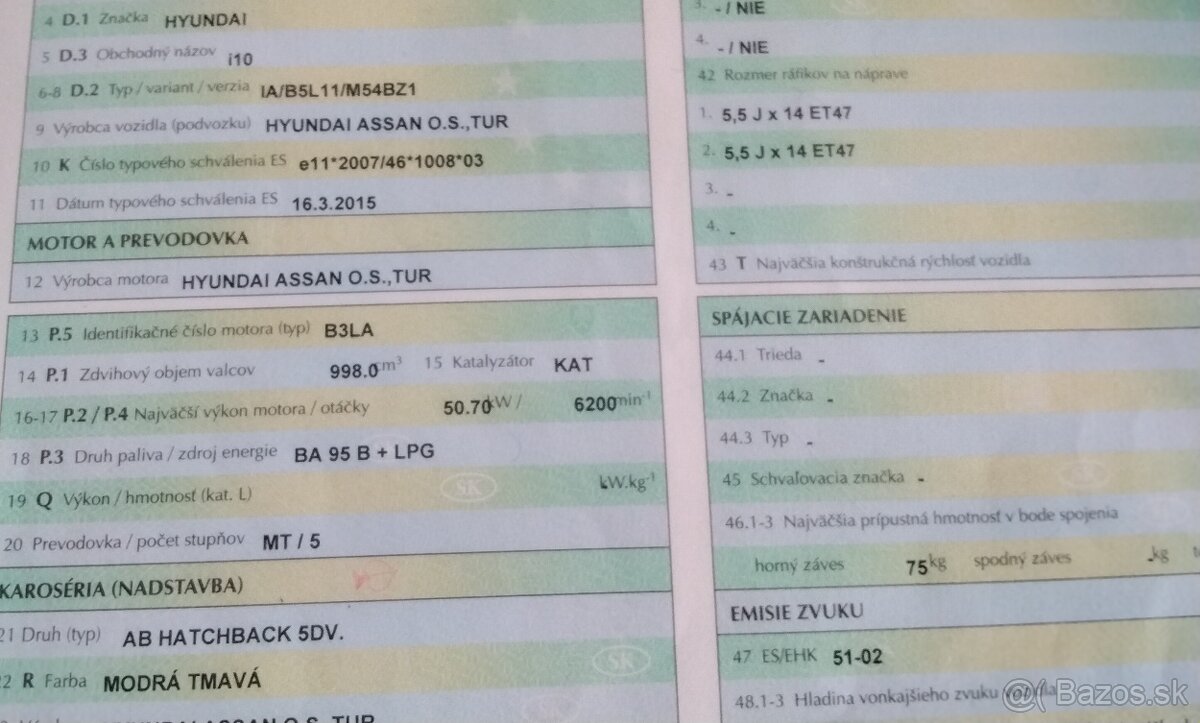 4 D.1 Značka HYUNDAI
5 D.3 Obchodný názov i10
6-8 D.2 Typ / variant / verzia IA/B5L11/M54BZ1
9 Výrobca vozidla (podvozku) HYUNDAI ASSAN O.S.,TUR
10 K Číslo typového schválenia ES e11*2007/46*1008*03
11 Dátum typového schválenia ES 16.3.2015
MOTOR A PREVODOVKA
12 Výrobca motora HYUNDAI ASSAN O.S.,TUR
13 P.5 Identifikačné číslo motora (typ) B3LA
14 P.1 Zdvihový objem valcov 998.0 cm³ 15 Katalyzátor KAT
16-17 P.2 / P.4 Najväčší výkon motora / otáčky 50.70 kW / 6200 min⁻¹
18 P.3 Druh paliva / zdroj energie BA 95 B + LPG
19 Q Výkon / hmotnosť (kat. L) kW.kg⁻¹
SK
20 Prevodovka / počet stupňov MT / 5
KAROSÉRIA (NADSTAVBA)
21 Druh (typ) AB HATCHBACK 5DV.
SK
22 R Farba MODRÁ TMAVÁ
HYUNDAI ASSAN O.S.,TUR
3. - / NIE
4. - / NIE
42 Rozmer ráfikov na náprave
1. 5,5 J x 14 ET47
2. 5,5 J x 14 ET47
3. -
4. -
43 T Najväčšia konštrukčná rýchlosť vozidla
SPÁJACIE ZARIADENIE
44.1 Trieda -
44.2 Značka -
44.3 Typ -
45 Schvaľovacia značka -
46.1-3 Najväčšia prípustná hmotnosť v bode spojenia
horný záves 75 kg spodný záves - kg
EMISIE ZVUKU
47 ES/EHK 51-02
48.1-3 Hladina vonkajšieho zvuku vozidla
Bazos.sk